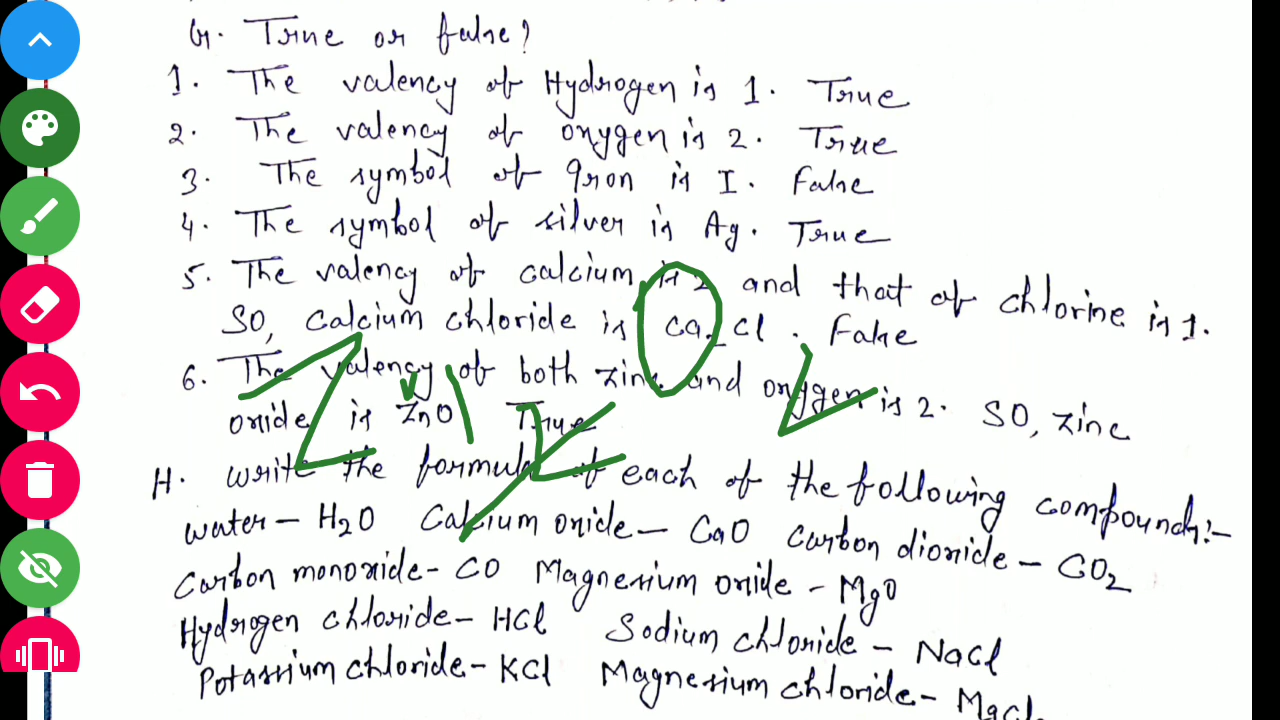 G. True or false?
1. The valency of Hydrogen is 1. True
2. The valency of oxygen is 2. True
3. The symbol of Iron is I. False
4. The symbol of silver is Ag. True
5. The valency of calcium is 2 and that of chlorine is 1.
SO, Calcium chloride is Ca2Cl. False
6. The valency of both zinc and oxygen is 2. SO, zinc
oxide is ZnO True
H. write the formula of each of the following compounds:-
water - H2O Calcium oxide - CaO Carbon dioxide - CO2
Carbon monoxide - CO Magnesium oxide - MgO
Hydrogen chloride - HCl Sodium chloride - NaCl
Potassium chloride - KCl Magnesium chloride -